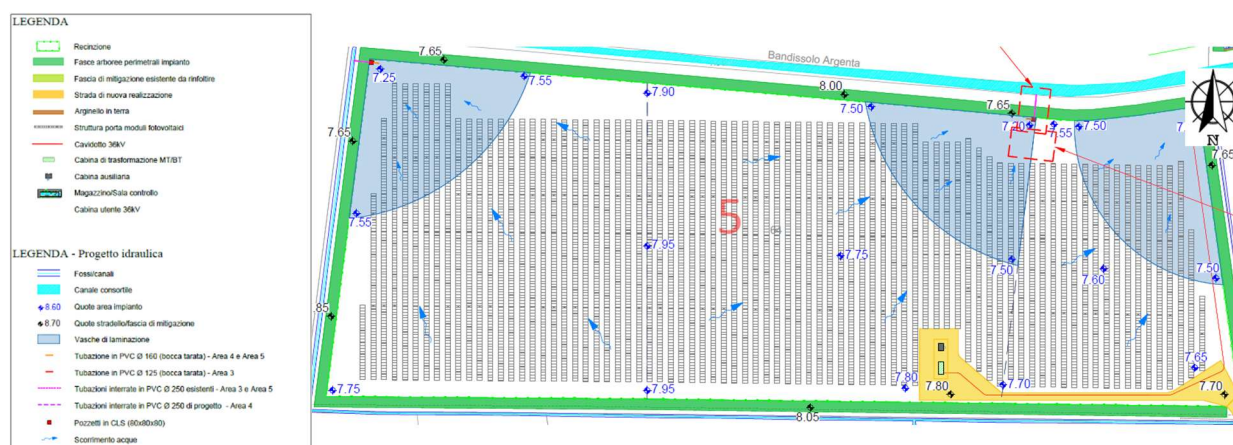 LEGENDA
Recinzione
Fasce arboree perimetrali impianto
Fascia di mitigazione esistente da rinfoltire
Strada di nuova realizzazione
Arginello in terra
Struttura porta moduli fotovoltaici
Cavidotto 36kV
Cabina di trasformazione MT/BT
Cabina ausiliaria
Magazzino/Sala controllo
Cabina utente 36kV
LEGENDA - Progetto idraulica
Fossi/canali
Canale consortile
8.60 Quote area impianto
8.70 Quote stradello/fascia di mitigazione
Vasche di laminazione
Tubazione in PVC Ø 160 (bocca tarata) - Area 4 e Area 5
Tubazione in PVC Ø 125 (bocca tarata) - Area 3
Tubazioni interrate in PVC Ø 250 esistenti - Area 3 e Area 5
Tubazioni interrate in PVC Ø 250 di progetto - Area 4
Pozzetti in CLS (80x80x80)
Scorrimento acque
Bandissolo Argenta
7.65
7.25
7.55
7.90
8.00
7.50
7.65
7.20
7.55
7.50
N
7.65
7.65
7.55
5
7.95
7.75
7.50
7.60
7.50
.85
7.75
7.95
7.80
7.80
7.70
7.65
7.70
8.05